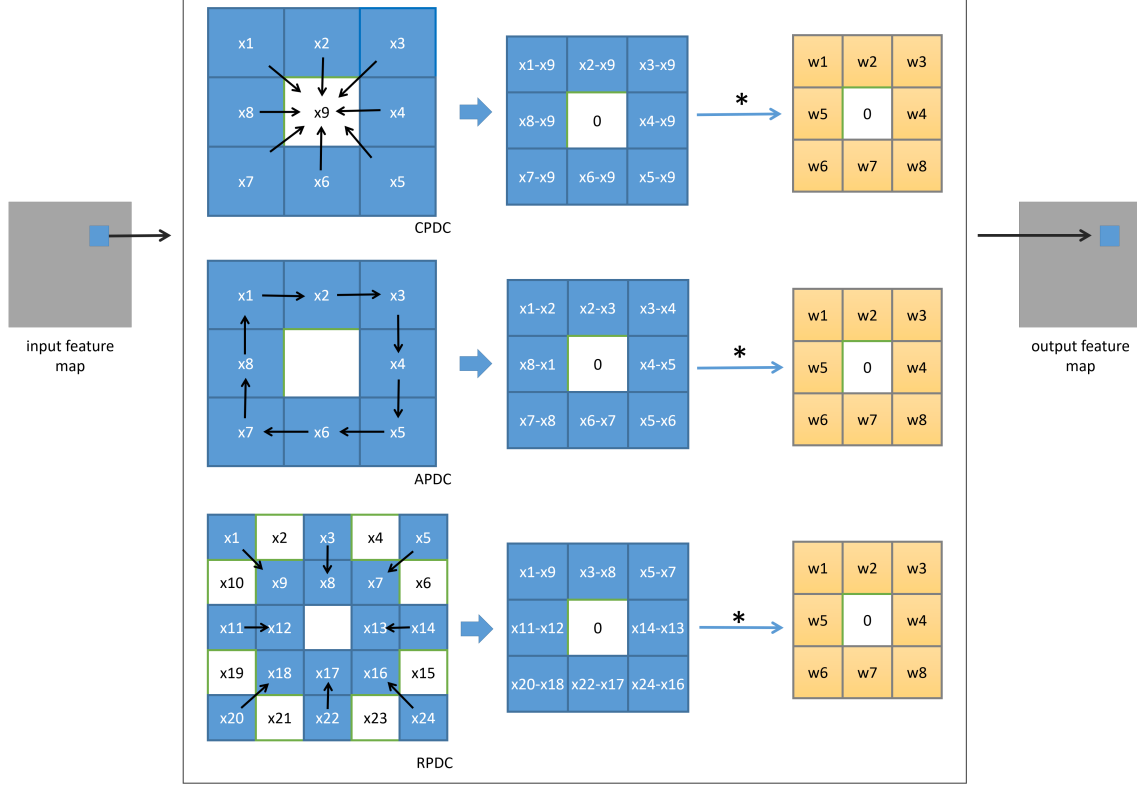 x1 x2 x3
x8 x9 x4
x7 x6 x5
CPDC
x1-x9 x2-x9 x3-x9
x8-x9 0 x4-x9
x7-x9 x6-x9 x5-x9
*
w1 w2 w3
w5 0 w4
w6 w7 w8
input feature
map
x1 x2 x3
x8 x4
x7 x6 x5
APDC
x1-x2 x2-x3 x3-x4
x8-x1 0 x4-x5
x7-x8 x6-x7 x5-x6
*
w1 w2 w3
w5 0 w4
w6 w7 w8
output feature
map
x1 x2 x3 x4 x5
x10 x9 x8 x7 x6
x11 x12 x13 x14
x19 x18 x17 x16 x15
x20 x21 x22 x23 x24
RPDC
x1-x9 x3-x8 x5-x7
x11-x12 0 x14-x13
x20-x18 x22-x17 x24-x16
*
w1 w2 w3
w5 0 w4
w6 w7 w8